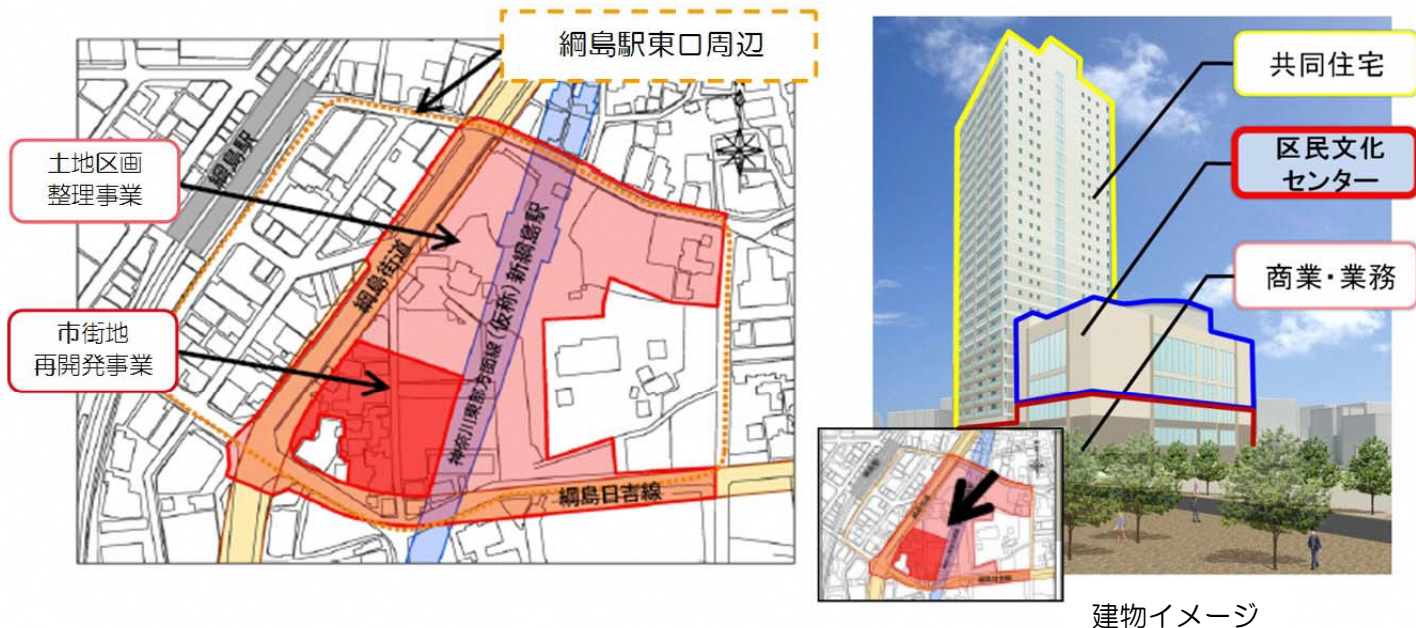 綱島駅東口周辺
土地区画
整理事業
市街地
再開発事業
綱島駅
綱島街道
神奈川東部方面線(仮称)新綱島駅
綱島日吉線
共同住宅
区民文化
センター
商業・業務
建物イメージ